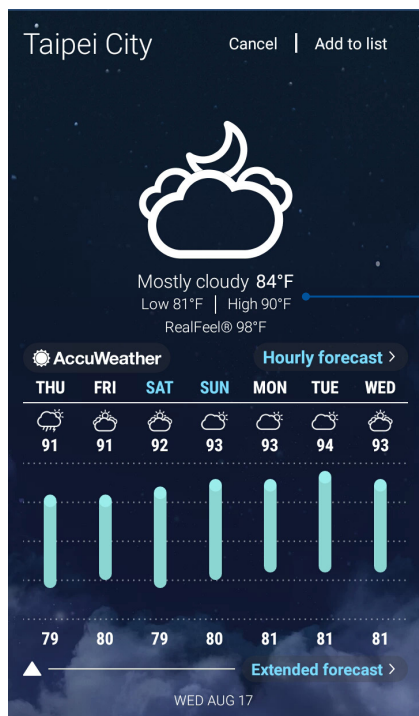 Taipei City
Cancel | Add to list
Mostly cloudy 84°F
Low 81°F | High 90°F
RealFeel® 98°F
AccuWeather
Hourly forecast >
THU FRI SAT SUN MON TUE WED
91 91 92 93 93 94 93
79 80 79 80 81 81 81
Extended forecast >
WED AUG 17